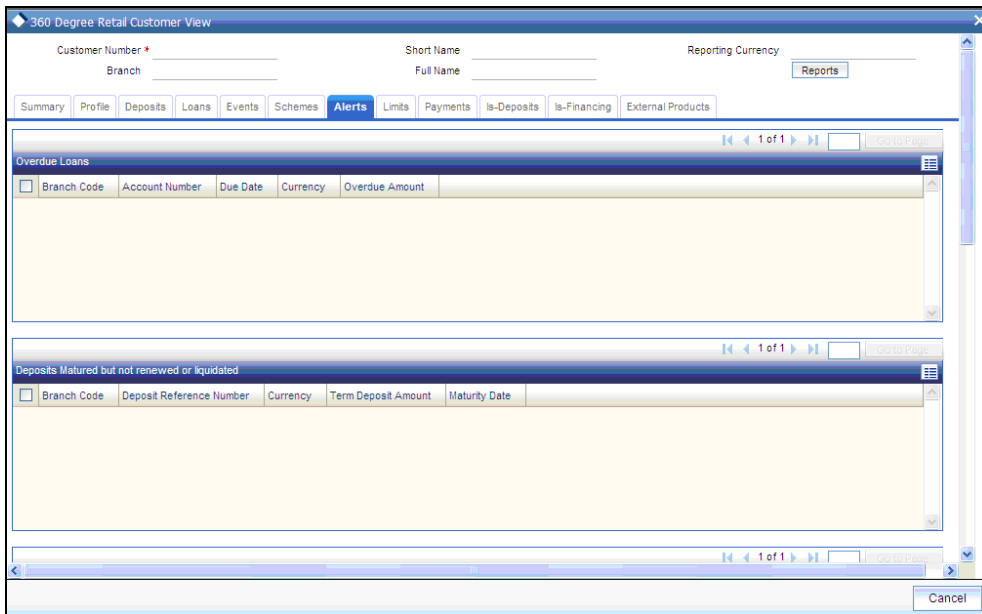 360 Degree Retail Customer View
Customer Number * Short Name Reporting Currency
Branch Full Name Reports
Summary Profile Deposits Loans Events Schemes Alerts Limits Payments Is-Deposits Is-Financing External Products
1 of 1 Go to Page
Overdue Loans
Branch Code Account Number Due Date Currency Overdue Amount
1 of 1 Go to Page
Deposits Matured but not renewed or liquidated
Branch Code Deposit Reference Number Currency Term Deposit Amount Maturity Date
1 of 1 Go to Page
Cancel